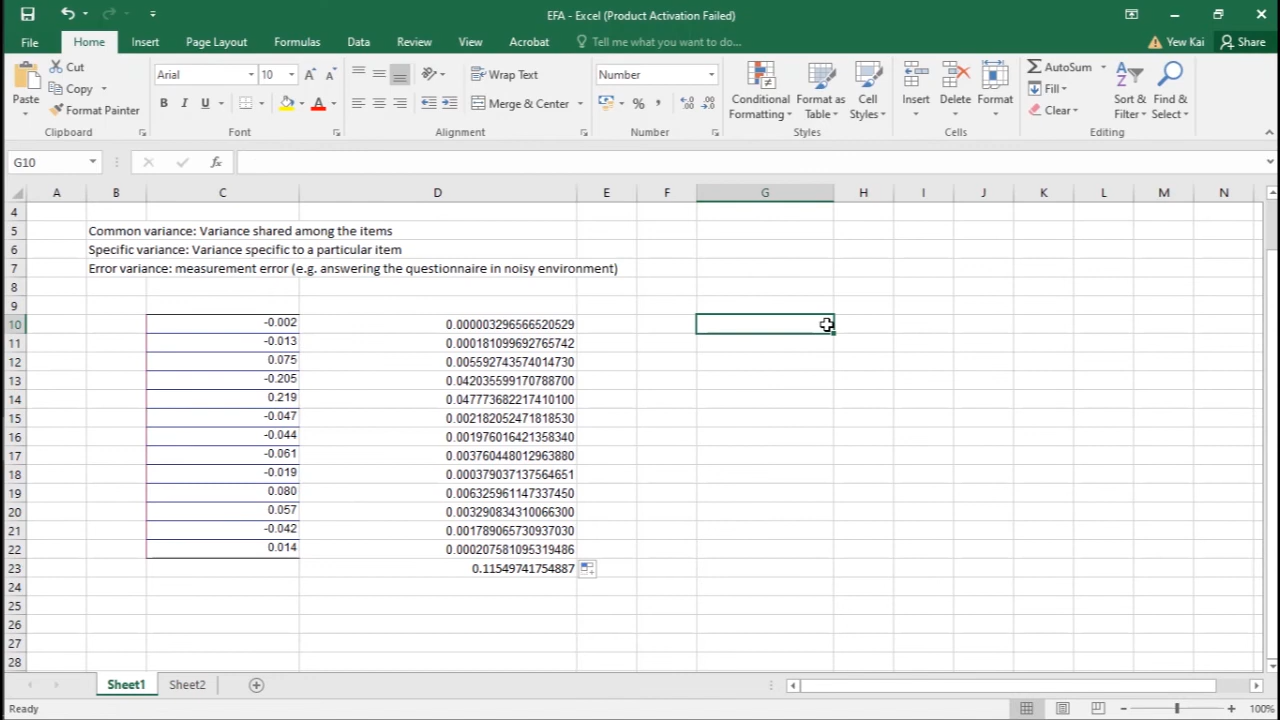 EFA - Excel (Product Activation Failed)
File Home Insert Page Layout Formulas Data Review View Acrobat Tell me what you want to do... Yew Kai Share
Paste Cut Copy Format Painter Clipboard
Arial 10 A A B I U A Font
Wrap Text Merge & Center Alignment
Number % , Number
Conditional Formatting Format as Table Cell Styles Styles
Insert Delete Format Cells
AutoSum Fill Clear Sort & Filter Find & Select Editing
G10 fx
A B C D E F G H I J K L M N
4
5 Common variance: Variance shared among the items
6 Specific variance: Variance specific to a particular item
7 Error variance: measurement error (e.g. answering the questionnaire in noisy environment)
8
9
10 -0.002 0.000003296566520529
11 -0.013 0.000181099692765742
12 0.075 0.005592743574014730
13 -0.205 0.042035599170788700
14 0.219 0.047773682217410100
15 -0.047 0.002182052471818530
16 -0.044 0.001976016421358340
17 -0.061 0.003760448012963880
18 -0.019 0.000379037137564651
19 0.080 0.006325961147337450
20 0.057 0.003290834310066300
21 -0.042 0.001789065730937030
22 0.014 0.000207581095319486
23 0.11549741754887
24
25
26
27
28
Sheet1 Sheet2
Ready 100%